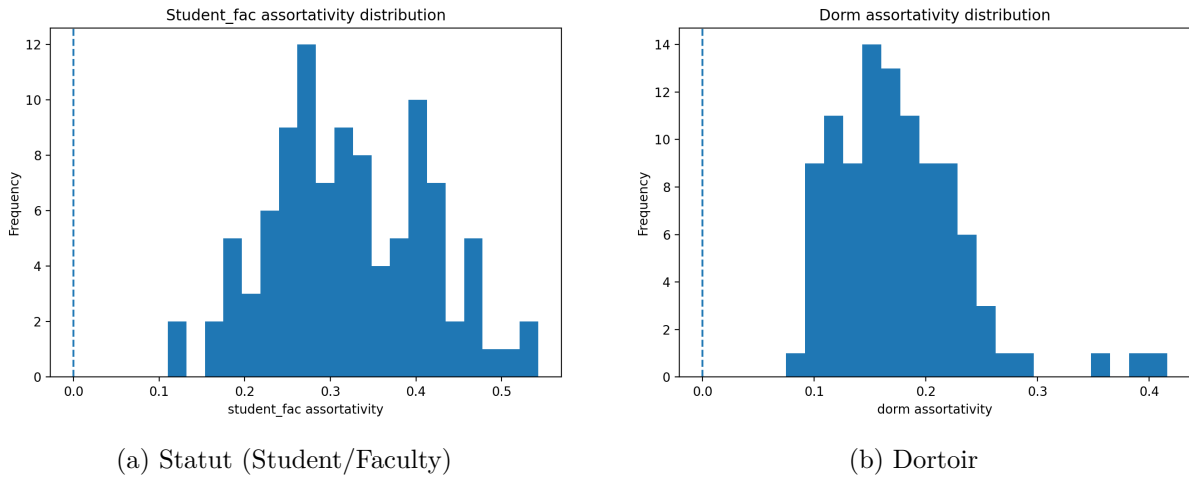 Student_fac assortativity distribution
12
10
8
6
4
2
0
Frequency
0.0 0.1 0.2 0.3 0.4 0.5
student_fac assortativity
(a) Statut (Student/Faculty)
Dorm assortativity distribution
14
12
10
8
6
4
2
0
Frequency
0.0 0.1 0.2 0.3 0.4
dorm assortativity
(b) Dortoir